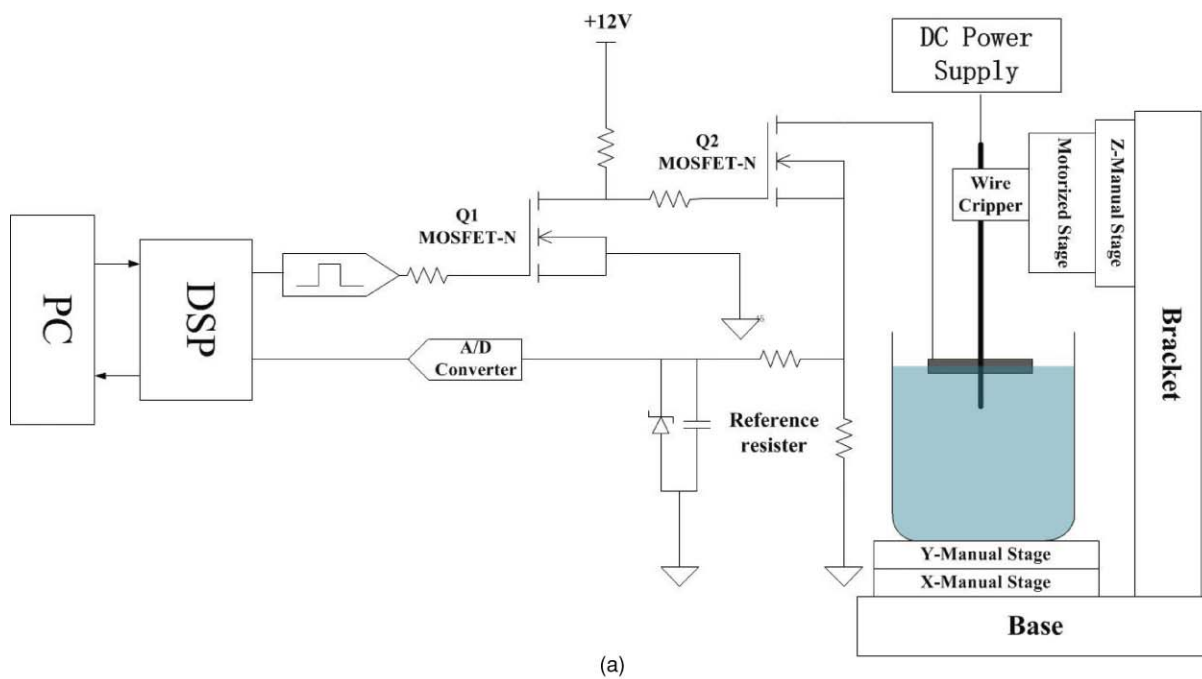 +12V
DC Power
Supply
Q2
MOSFET-N
Q1
MOSFET-N
Wire
Cripper
Motorized Stage
Z-Manual Stage
PC
DSP
A/D
Converter
Reference
resister
Bracket
Y-Manual Stage
X-Manual Stage
Base
(a)